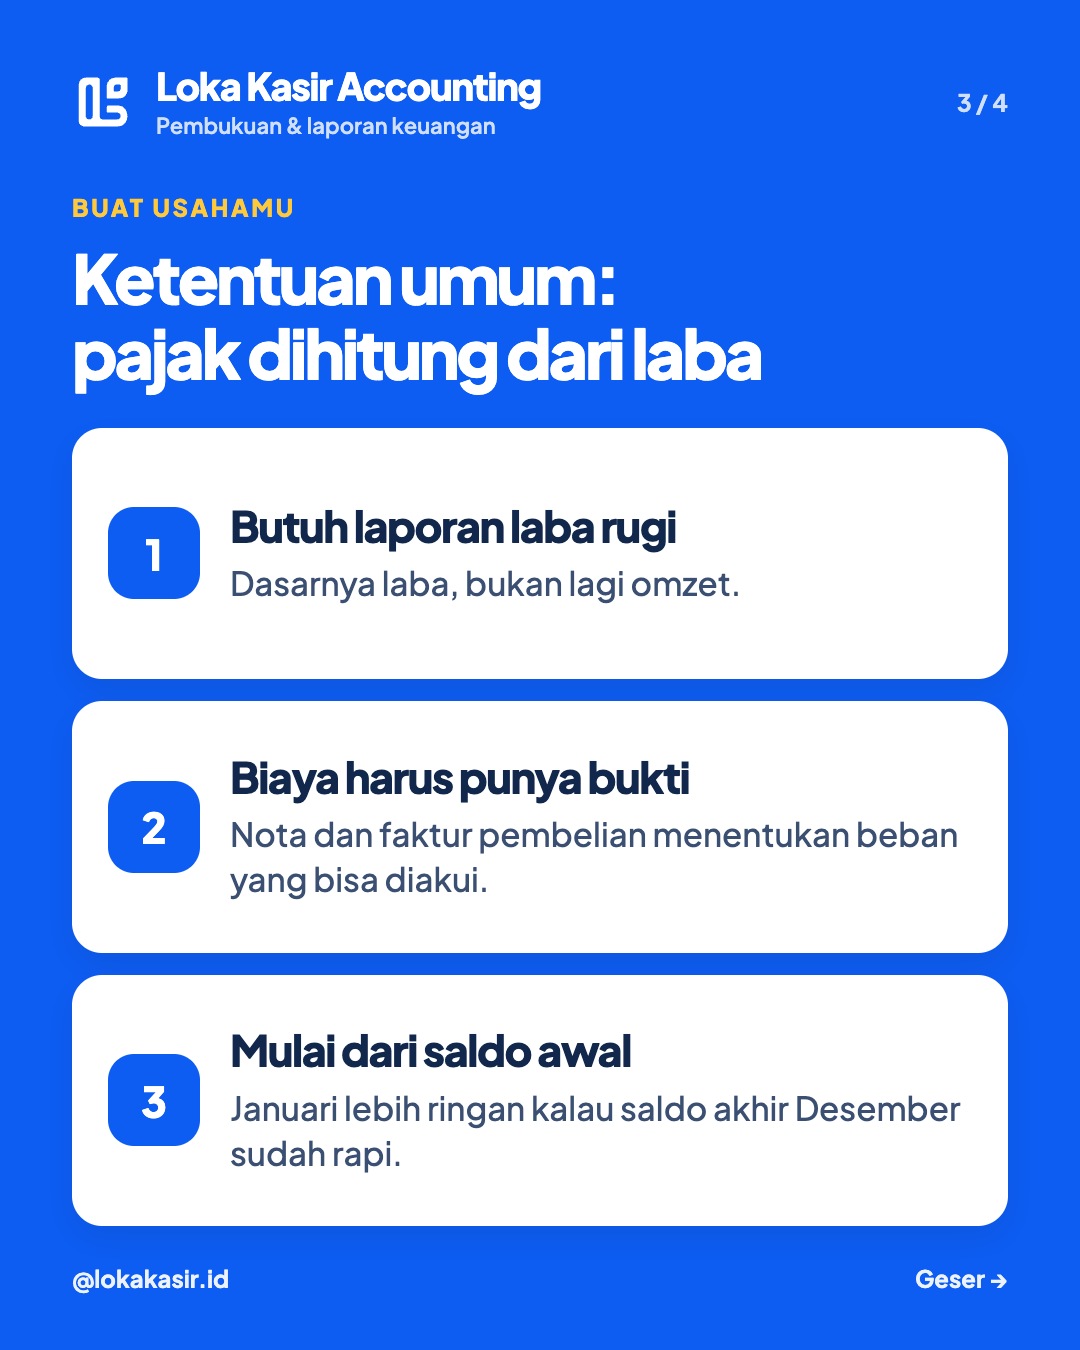 Loka Kasir Accounting
Pembukuan & laporan keuangan
3 / 4
BUAT USAHAMU
Ketentuan umum:
pajak dihitung dari laba
1
Butuh laporan laba rugi
Dasarnya laba, bukan lagi omzet.
2
Biaya harus punya bukti
Nota dan faktur pembelian menentukan beban
yang bisa diakui.
3
Mulai dari saldo awal
Januari lebih ringan kalau saldo akhir Desember
sudah rapi.
@lokakasir.id
Geser →